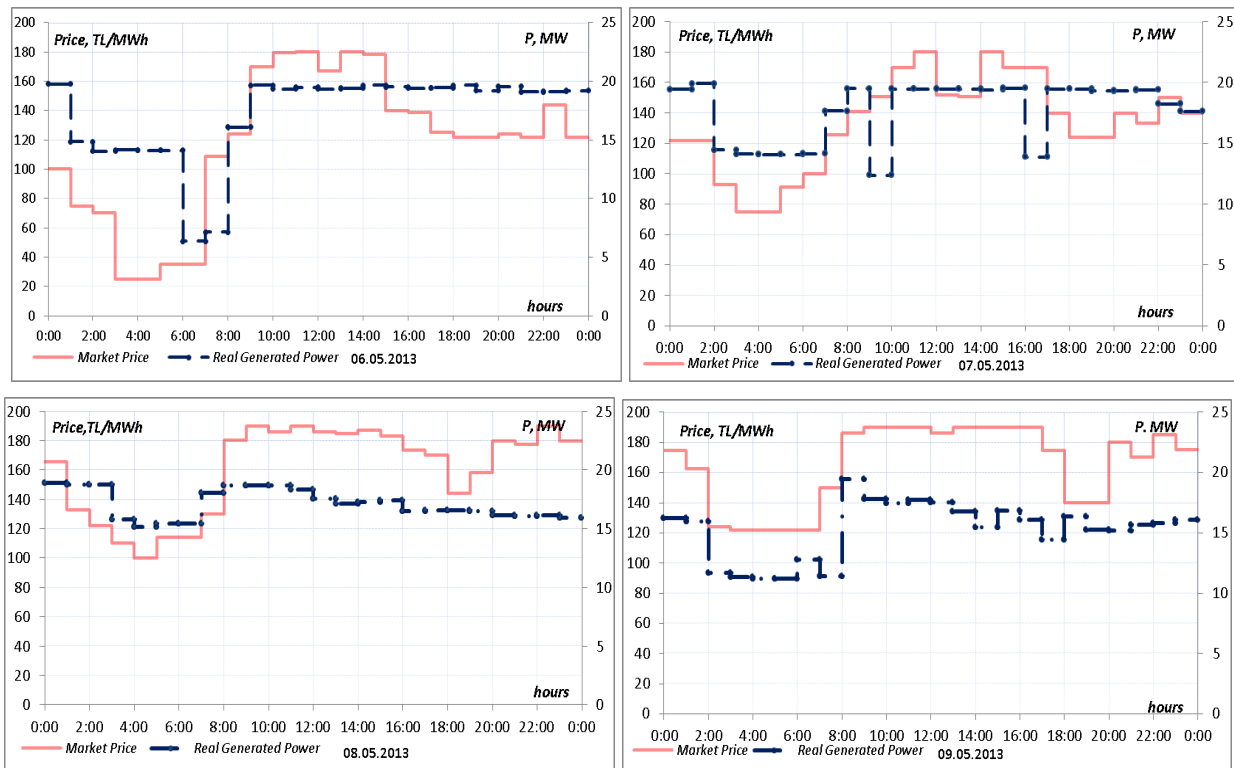 Price, TL/MWh P, MW
200 180 160 140 120 100 80 60 40 20 0
25 20 15 10 5 0
hours
0:00 2:00 4:00 6:00 8:00 10:00 12:00 14:00 16:00 18:00 20:00 22:00 0:00
Market Price Real Generated Power 06.05.2013
Price, TL/MWh P, MW
200 180 160 140 120 100 80 60 40 20 0
25 20 15 10 5 0
hours
0:00 2:00 4:00 6:00 8:00 10:00 12:00 14:00 16:00 18:00 20:00 22:00 0:00
Market Price Real Generated Power 07.05.2013
Price,TL/MWh P, MW
200 180 160 140 120 100 80 60 40 20 0
25 20 15 10 5 0
hours
0:00 2:00 4:00 6:00 8:00 10:00 12:00 14:00 16:00 18:00 20:00 22:00 0:00
Market Price Real Generated Power 08.05.2013
Price, TL/MWh P. MW
200 180 160 140 120 100 80 60 40 20 0
25 20 15 10 5 0
hours
0:00 2:00 4:00 6:00 8:00 10:00 12:00 14:00 16:00 18:00 20:00 22:00 0:00
Market Price Real Generated Power 09.05.2013